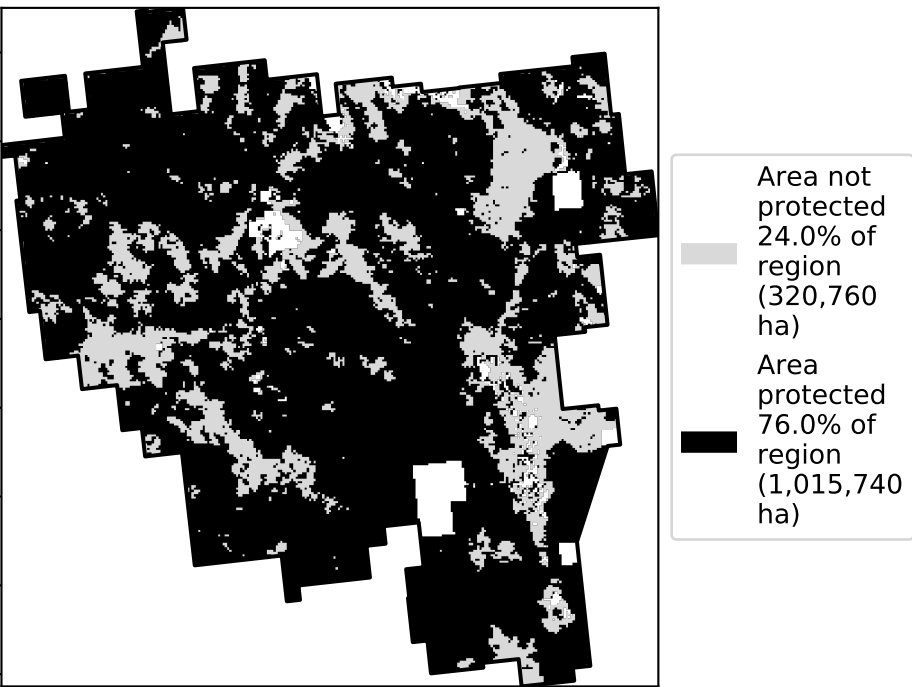 Area not
protected
24.0% of
region
(320,760
ha)
Area
protected
76.0% of
region
(1,015,740
ha)